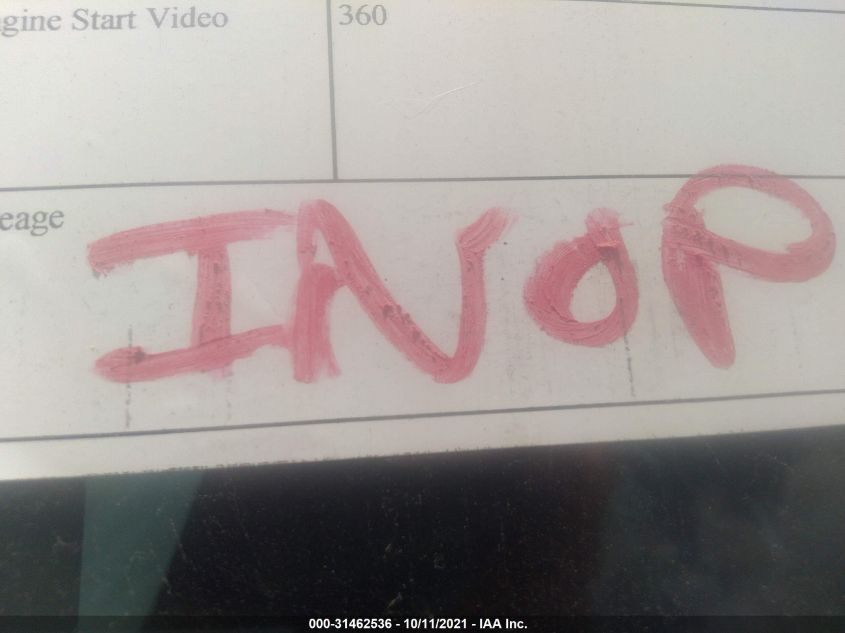 gine Start Video
360
eage
INOP
000-31462536 - 10/11/2021 - IAA Inc.